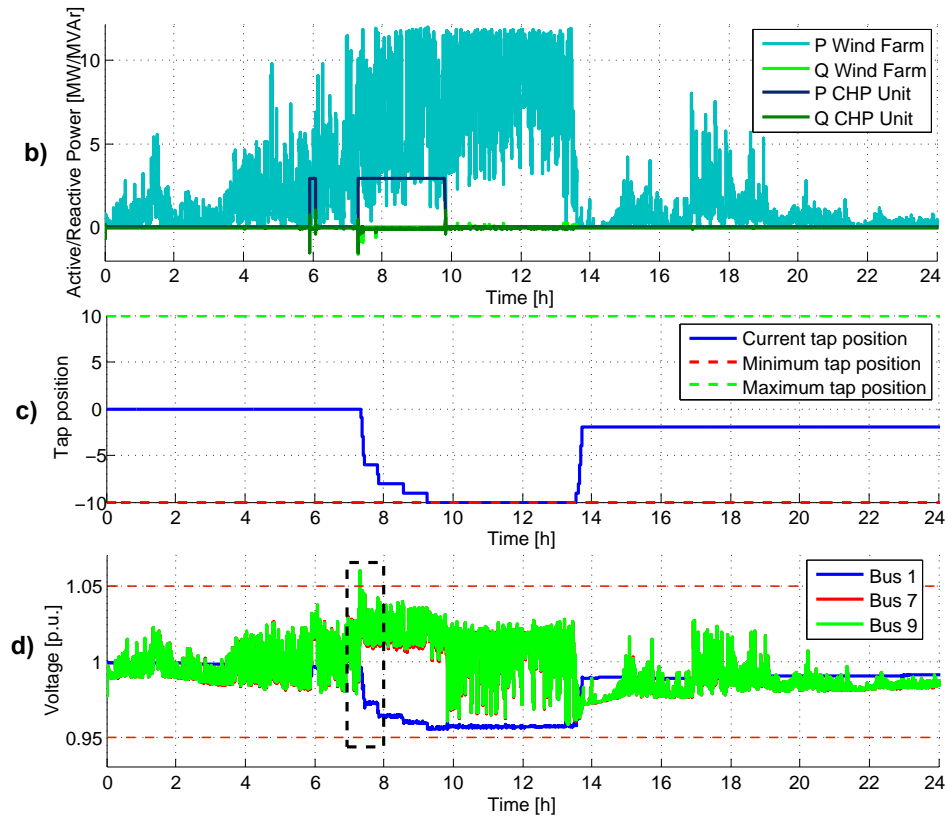 b)
Active/Reactive Power [MW/MVAr]
10
5
0
P Wind Farm
Q Wind Farm
P CHP Unit
Q CHP Unit
0 2 4 6 8 10 12 14 16 18 20 22 24
Time [h]
c)
Tap position
10
5
0
−5
−10
Current tap position
Minimum tap position
Maximum tap position
0 2 4 6 8 10 12 14 16 18 20 22 24
Time [h]
d)
Voltage [p.u.]
1.05
1
0.95
Bus 1
Bus 7
Bus 9
0 2 4 6 8 10 12 14 16 18 20 22 24
Time [h]